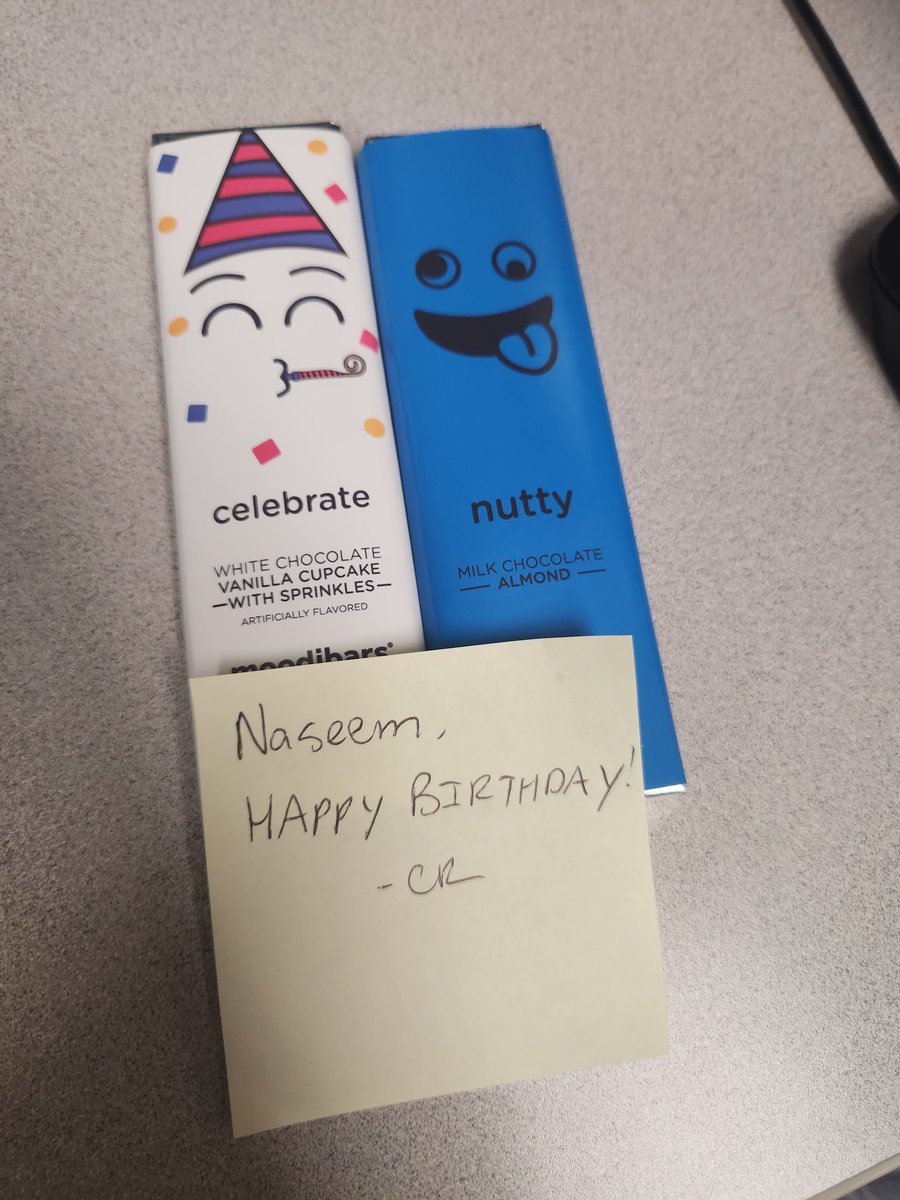 celebrate
WHITE CHOCOLATE
VANILLA CUPCAKE
—WITH SPRINKLES—
ARTIFICIALLY FLAVORED
moodibars®
nutty
MILK CHOCOLATE
— ALMOND —
Naseem,
HAPPY BIRTHDAY!
-CR